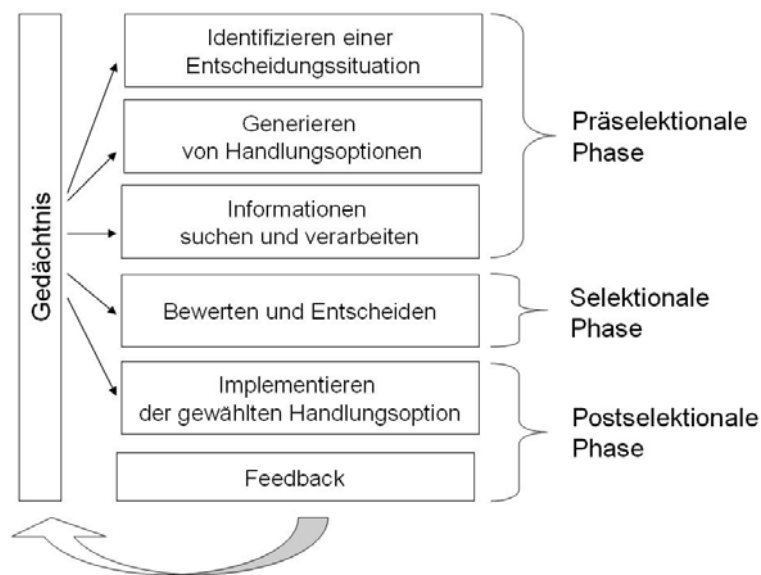 Gedächtnis
Identifizieren einer
Entscheidungssituation
Generieren
von Handlungsoptionen
Informationen
suchen und verarbeiten
Bewerten und Entscheiden
Implementieren
der gewählten Handlungsoption
Feedback
Präselektionale
Phase
Selektionale
Phase
Postselektionale
Phase